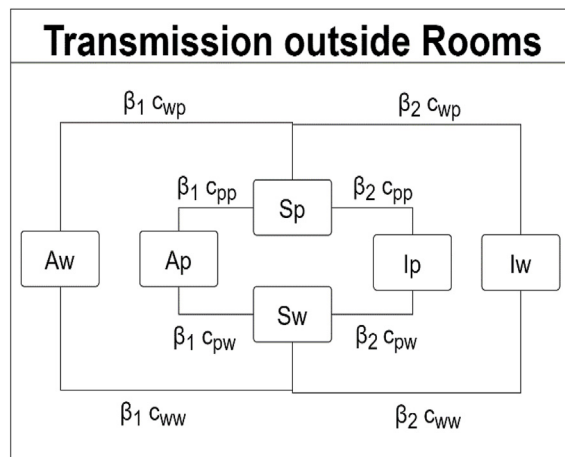 Transmission outside Rooms
β1 cwp β2 cwp
β1 cpp Sp β2 cpp
Aw Ap Ip Iw
β1 cpw Sw β2 cpw
β1 cww β2 cww